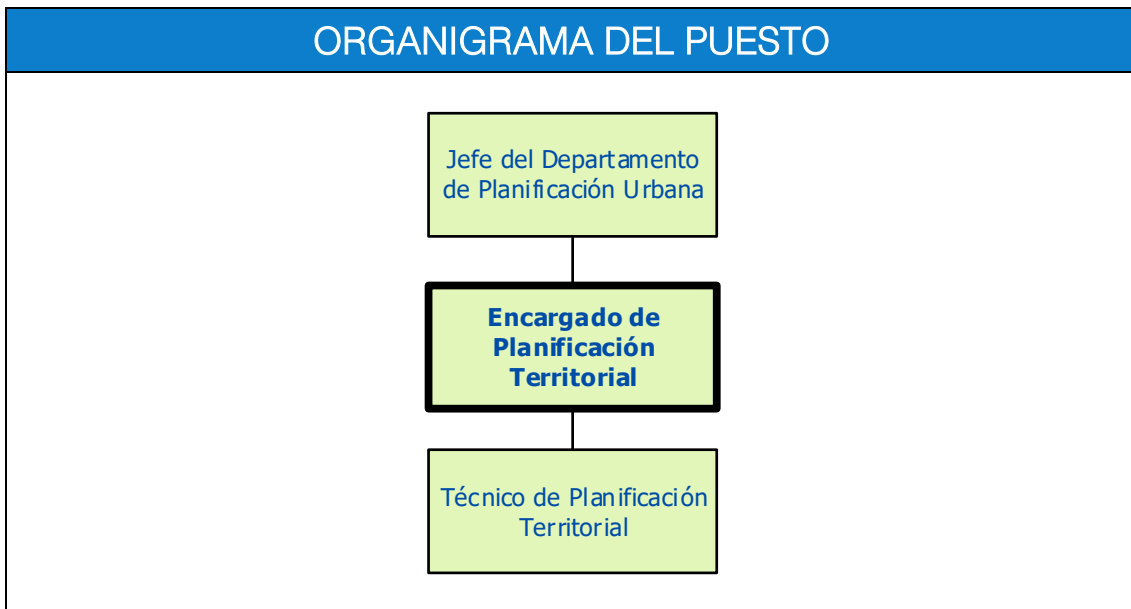 ORGANIGRAMA DEL PUESTO
Jefe del Departamento
de Planificación Urbana
Encargado de
Planificación
Territorial
Técnico de Planificación
Territorial